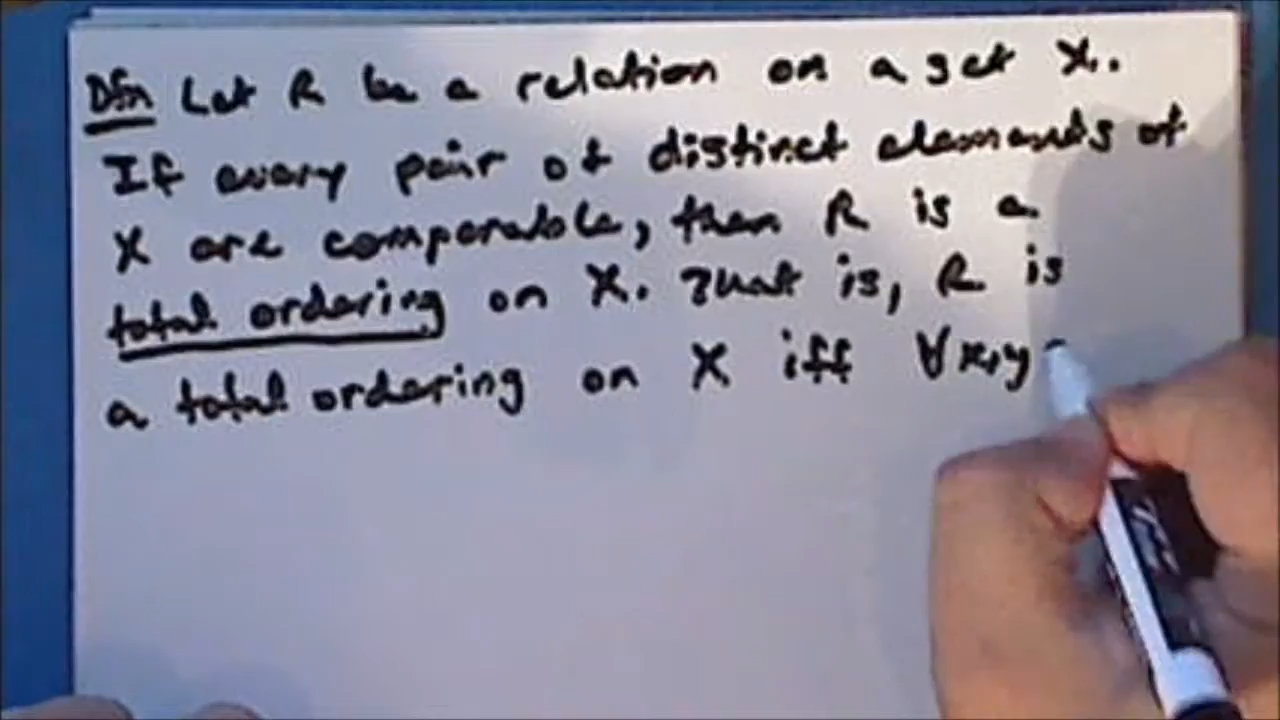 Dfn Let R be a relation on a set X.
If every pair of distinct elements of
X are comparable, then R is a
total ordering on X. That is, R is
a total ordering on X iff ∀x,y